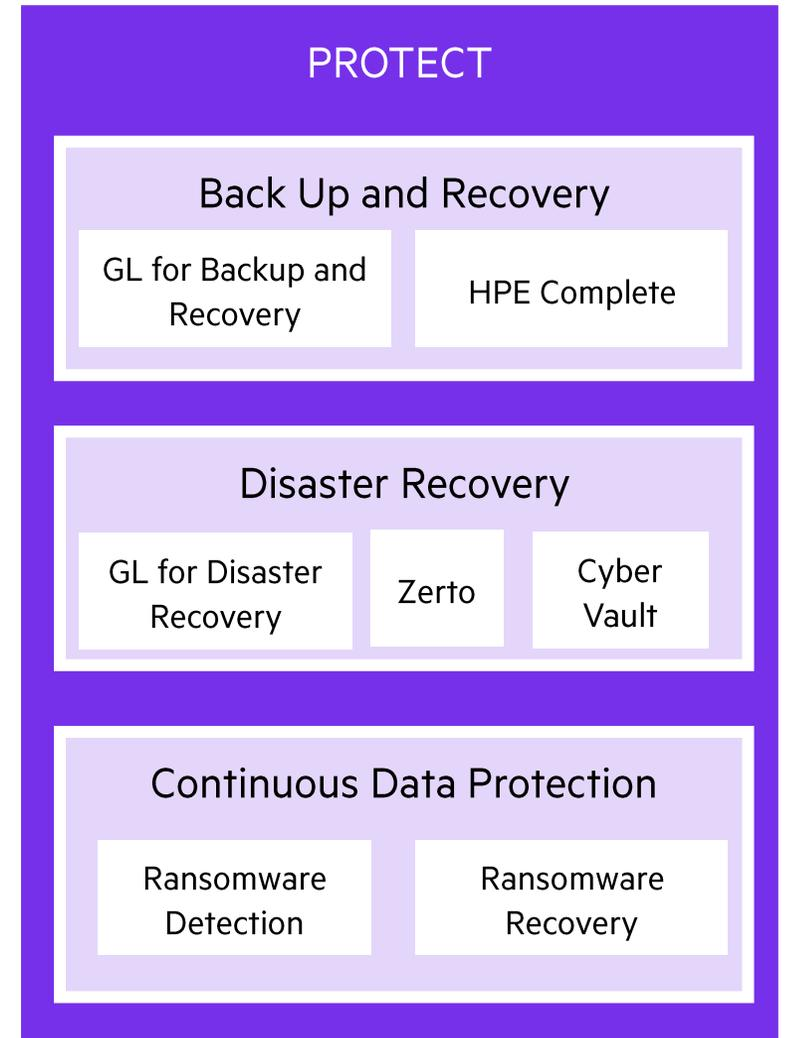 PROTECT
Back Up and Recovery
GL for Backup and
Recovery
HPE Complete
Disaster Recovery
GL for Disaster
Recovery
Zerto
Cyber
Vault
Continuous Data Protection
Ransomware
Detection
Ransomware
Recovery